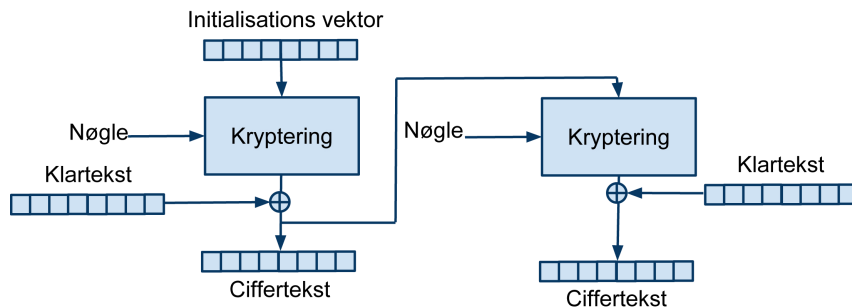 Initialisations vektor
Nøgle
Kryptering
Nøgle
Kryptering
Klartekst
Klartekst
Ciffertekst
Ciffertekst